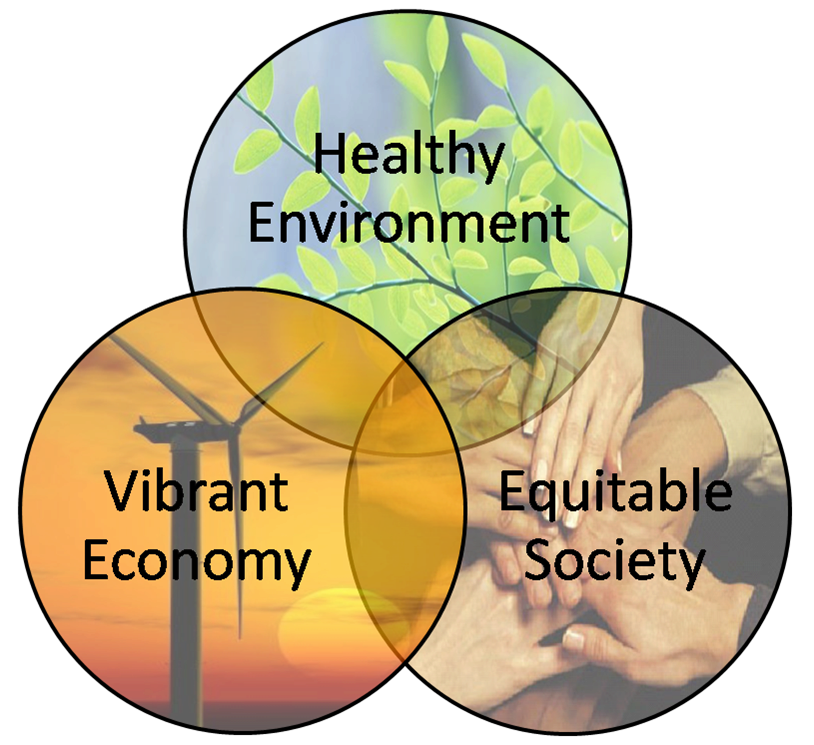 Healthy
Environment
Vibrant
Economy
Equitable
Society